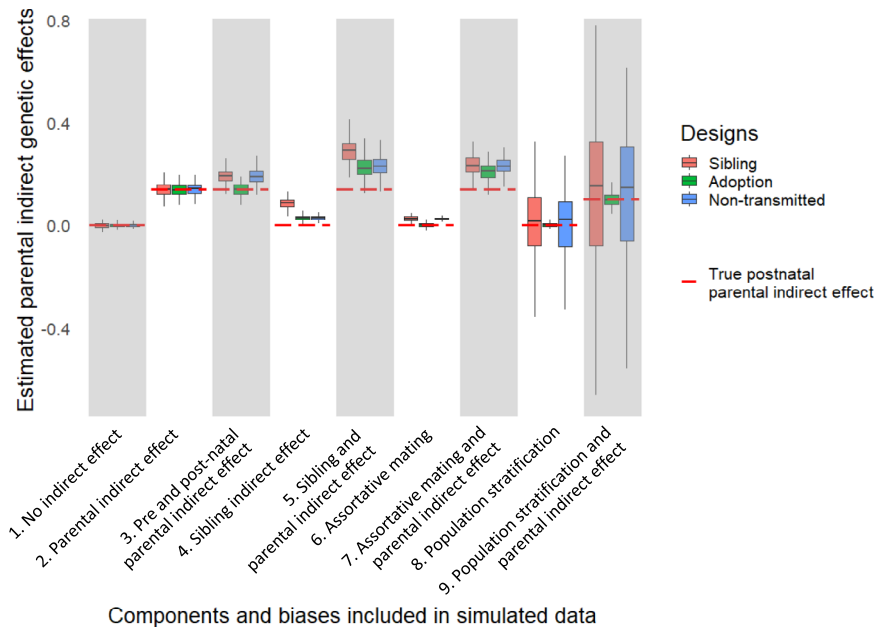 Estimated parental indirect genetic effects
0.8
0.4
0.0
-0.4
1. No indirect effect
2. Parental indirect effect
3. Pre and post-natal
parental indirect effect
4. Sibling indirect effect
5. Sibling and
parental indirect effect
6. Assortative mating
7. Assortative mating and
parental indirect effect
8. Population stratification
9. Population stratification and
parental indirect effect
Components and biases included in simulated data
Designs
Sibling
Adoption
Non-transmitted
True postnatal
parental indirect effect